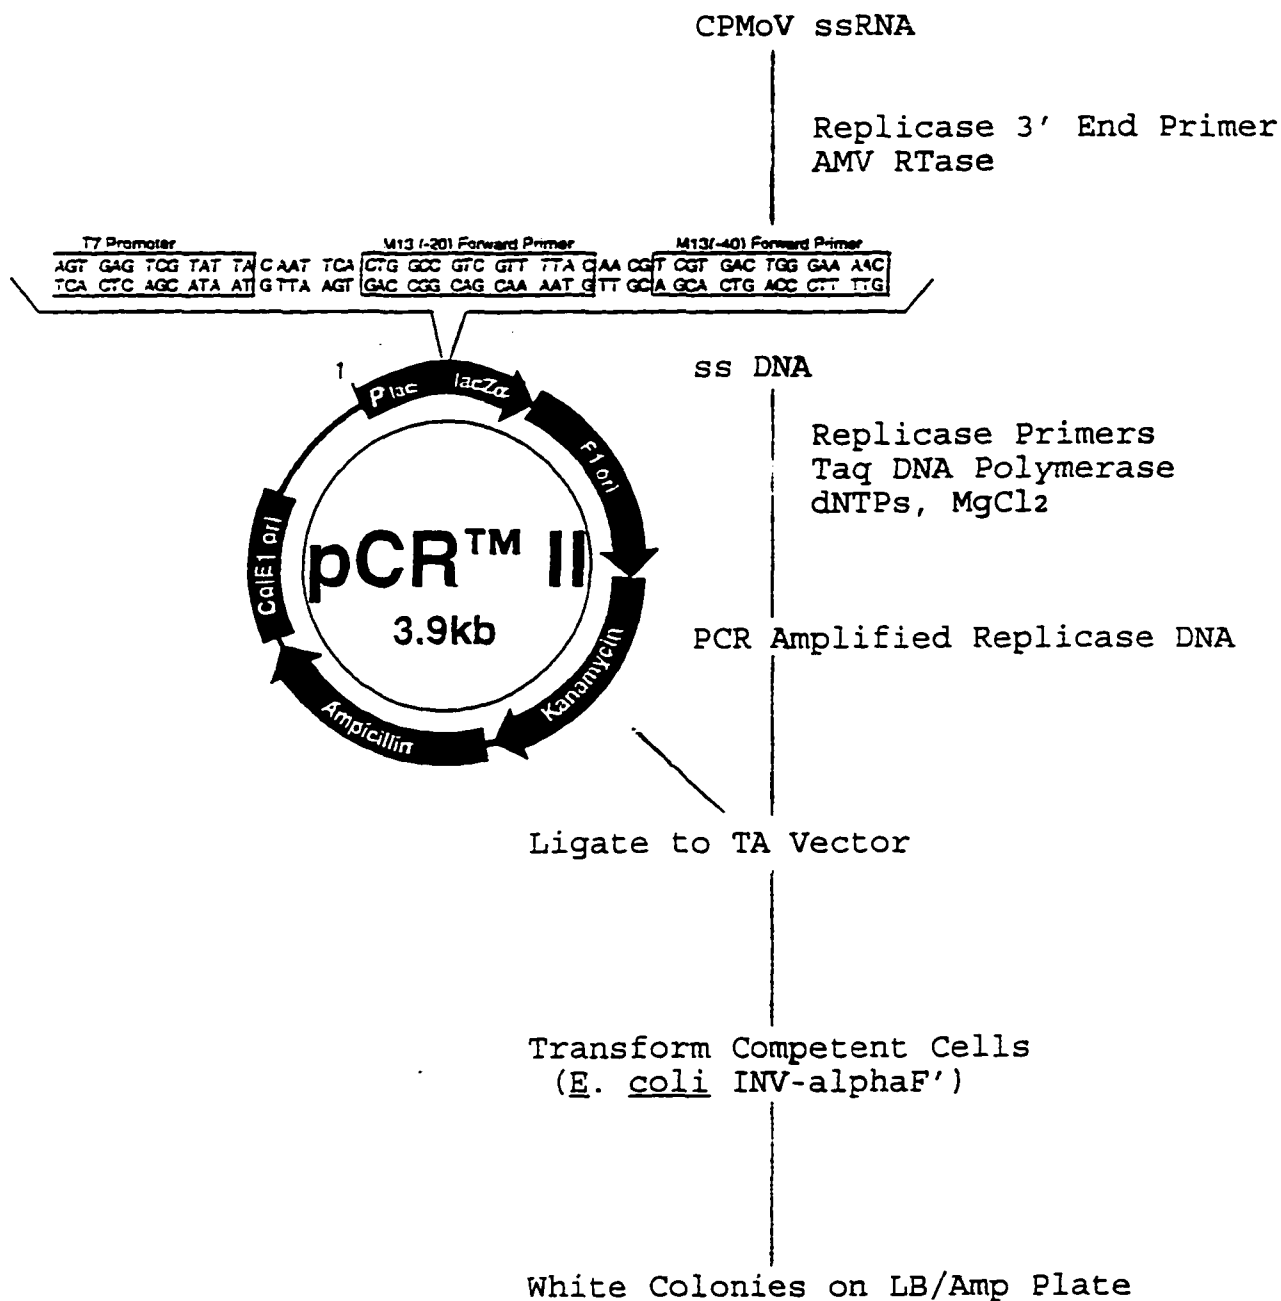 CPMoV ssRNA
Replicase 3' End Primer
AMV RTase
T7 Promoter
M13 (-20) Forward Primer
M13(-40) Forward Primer
AGT GAG TCG TAT TA C AAT TCA CTG GCC GTC GTT TTA C AA CG T CGT GAC TGG GAA AAC
TCA CTC AGC ATA AT G TTA AGT GAC CGG CAG CAA AAT G TT GC A GCA CTG ACC CTT TTG
1
P lac
lacZα
F1 ori
Kanamycin
Ampicillin
ColE1 ori
pCR™ II
3.9kb
ss DNA
Replicase Primers
Taq DNA Polymerase
dNTPs, MgCl2
PCR Amplified Replicase DNA
Ligate to TA Vector
Transform Competent Cells
(E. coli INV-alphaF')
White Colonies on LB/Amp Plate